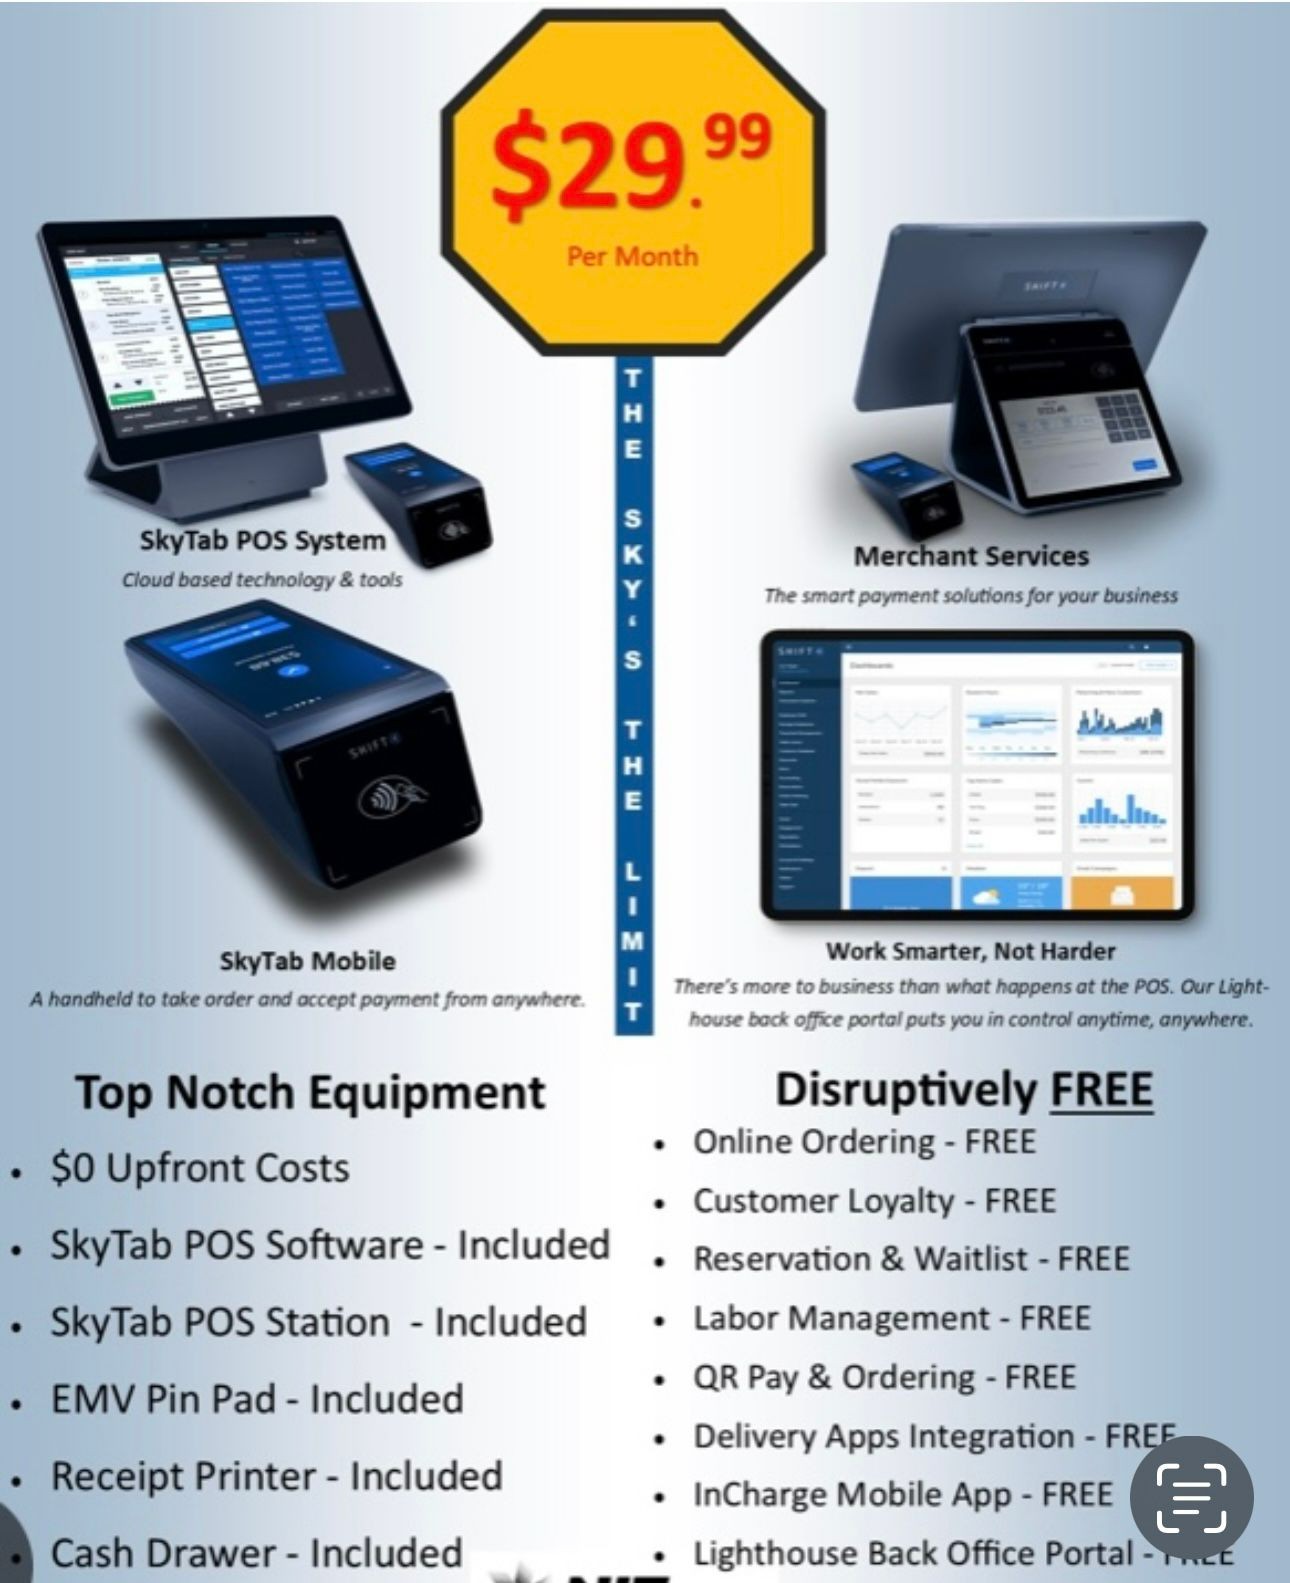 $29.99
Per Month
THE SKY'S THE LIMIT
SHIFT4
SkyTab POS System
Cloud based technology & tools
Merchant Services
The smart payment solutions for your business
SHIFT4
SHIFT4
Dashboards
SkyTab Mobile
A handheld to take order and accept payment from anywhere.
Work Smarter, Not Harder
There's more to business than what happens at the POS. Our Light-
house back office portal puts you in control anytime, anywhere.
Top Notch Equipment
• $0 Upfront Costs
• SkyTab POS Software - Included
• SkyTab POS Station - Included
• EMV Pin Pad - Included
• Receipt Printer - Included
• Cash Drawer - Included
Disruptively FREE
• Online Ordering - FREE
• Customer Loyalty - FREE
• Reservation & Waitlist - FREE
• Labor Management - FREE
• QR Pay & Ordering - FREE
• Delivery Apps Integration - FREE
• InCharge Mobile App - FREE
• Lighthouse Back Office Portal - FREE